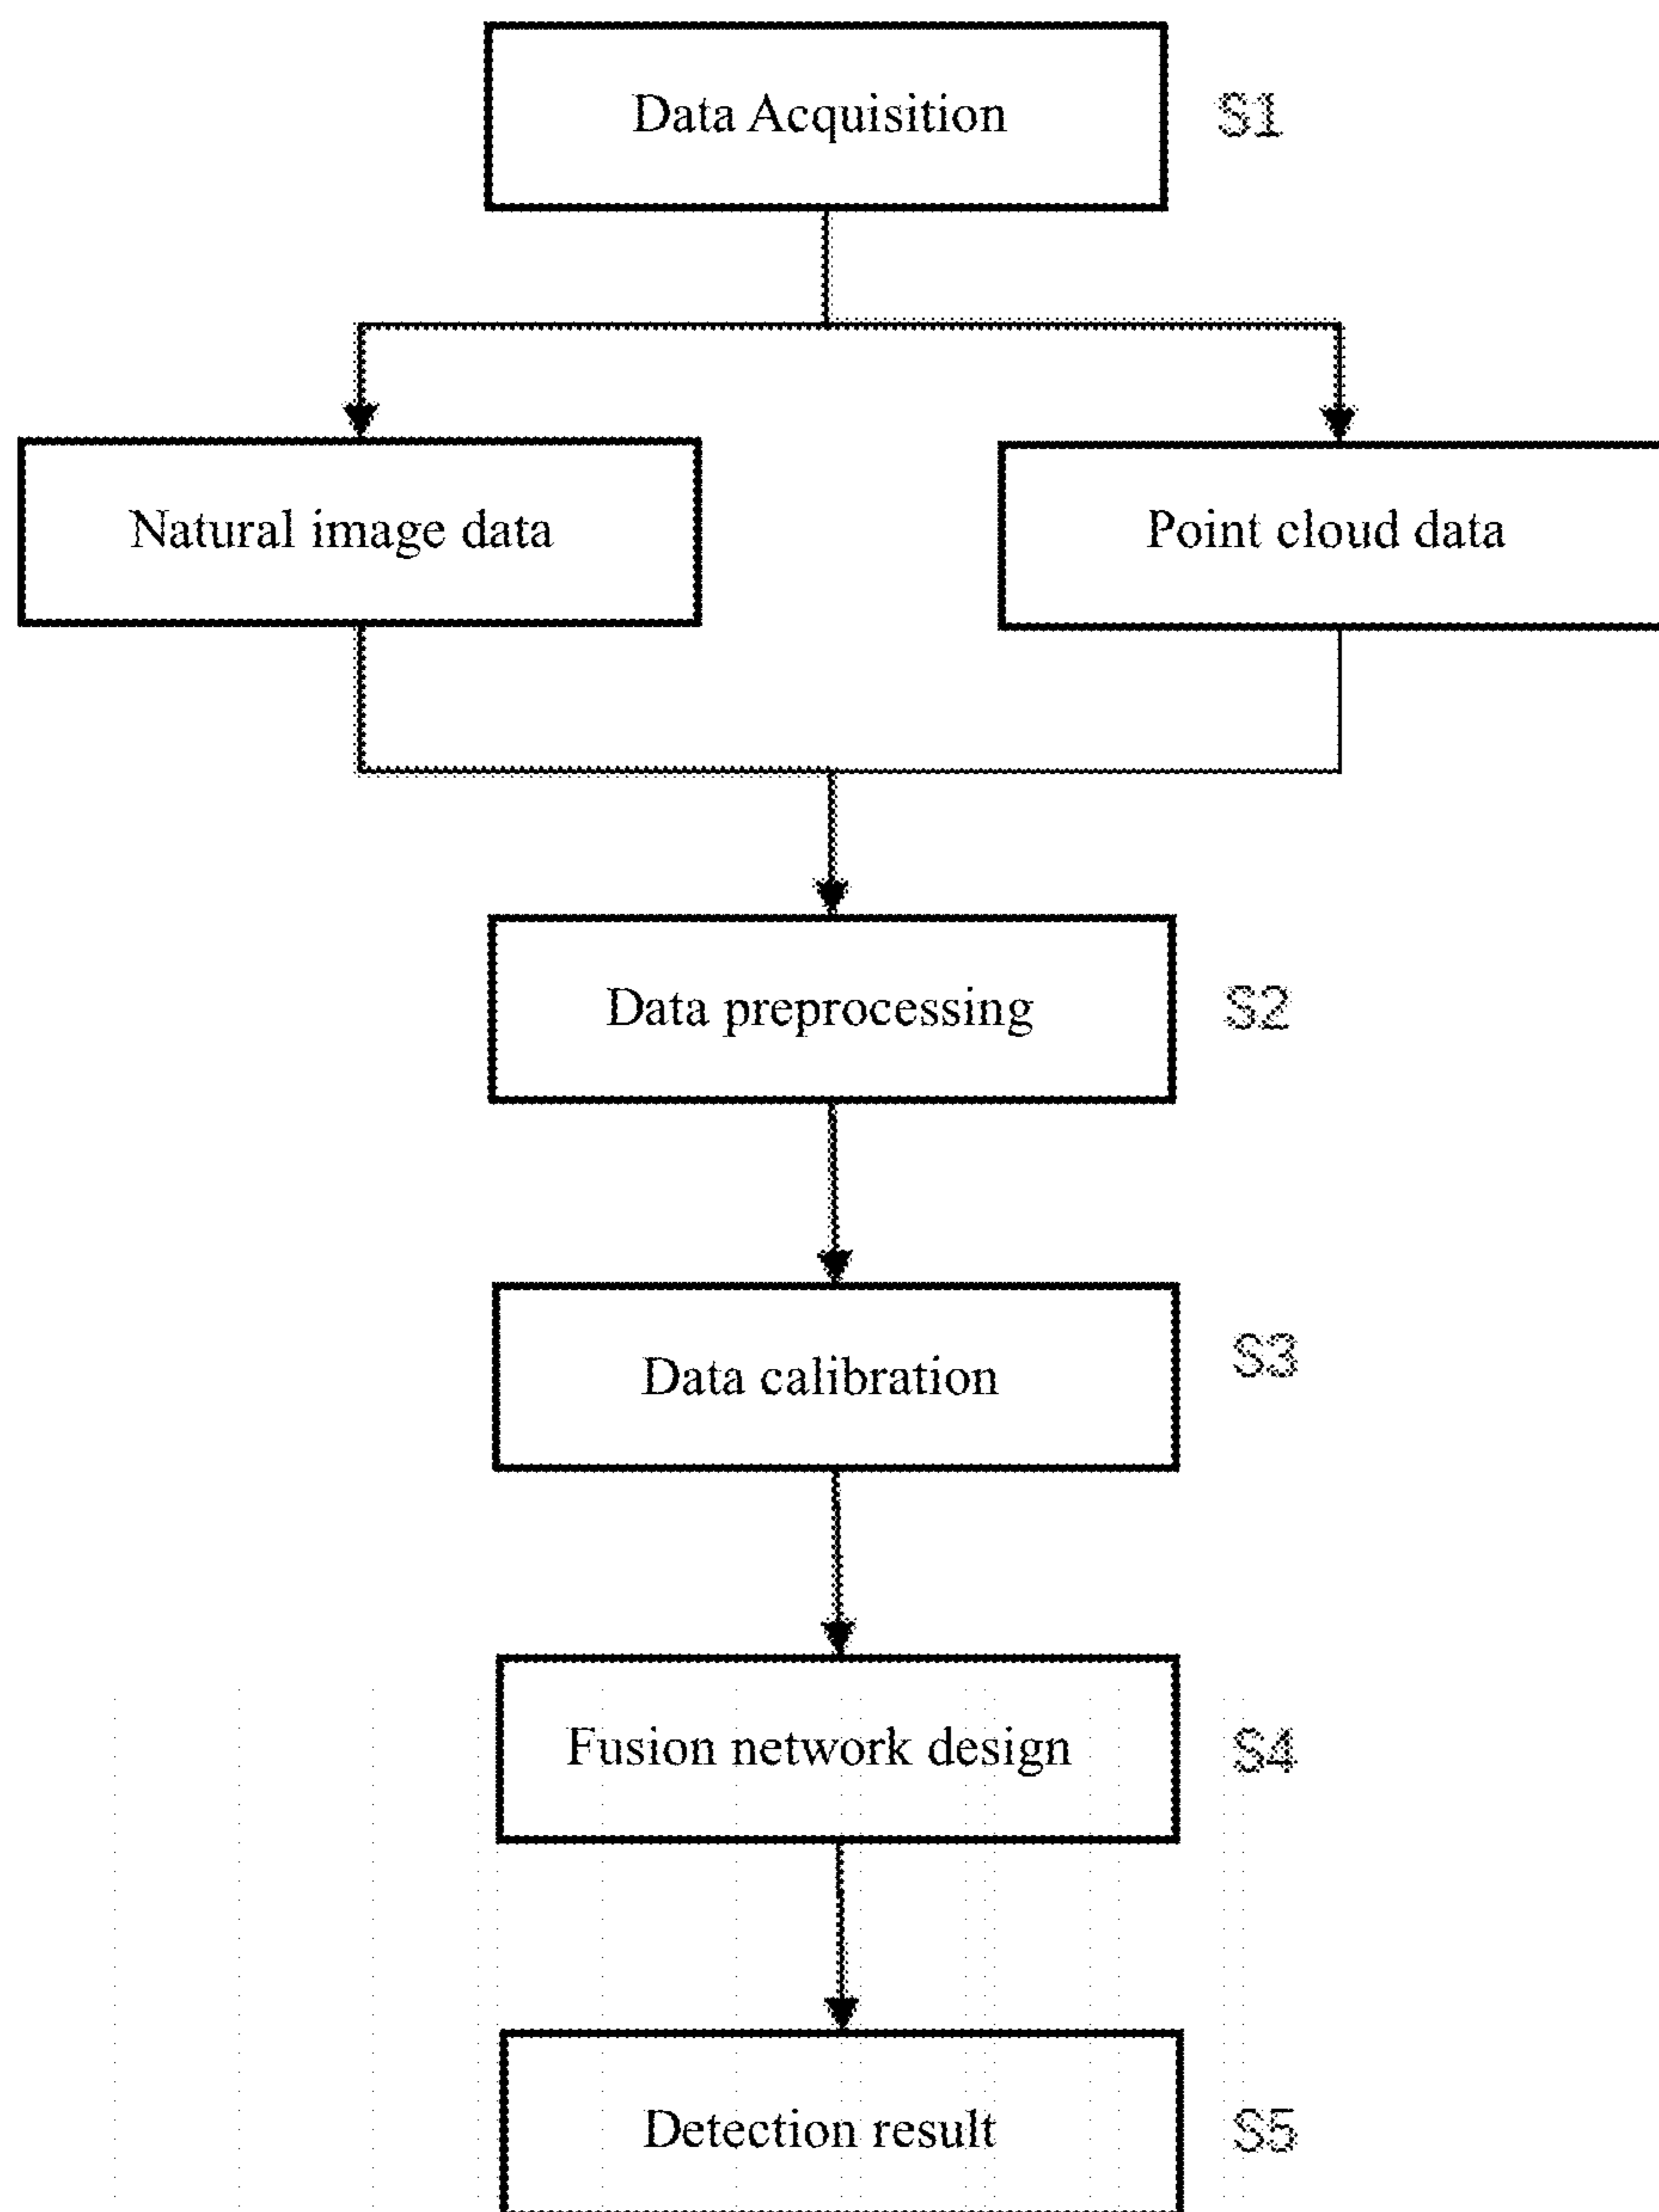 Data Acquisition
S1
Natural image data
Point cloud data
Data preprocessing
S2
Data calibration
S3
Fusion network design
S4
Detection result
S5